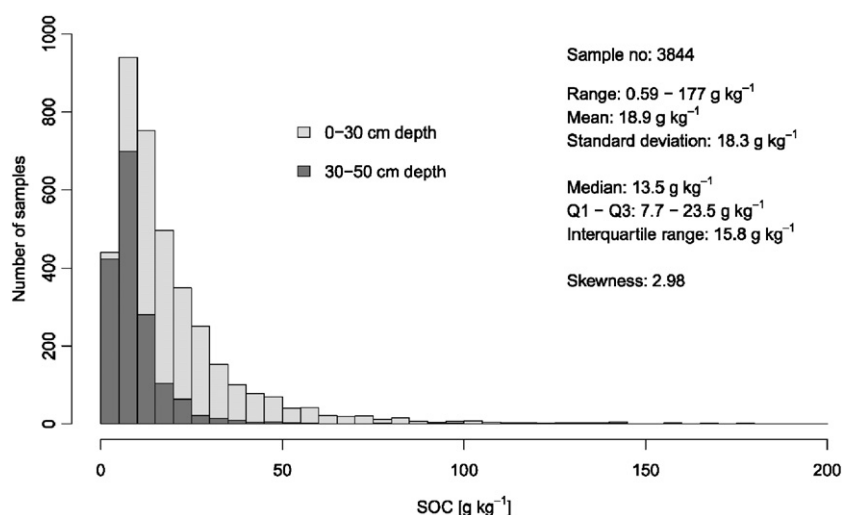 1000
800
600
400
200
0
Number of samples
0–30 cm depth
30–50 cm depth
Sample no: 3844
Range: 0.59 – 177 g kg⁻¹
Mean: 18.9 g kg⁻¹
Standard deviation: 18.3 g kg⁻¹
Median: 13.5 g kg⁻¹
Q1 – Q3: 7.7 – 23.5 g kg⁻¹
Interquartile range: 15.8 g kg⁻¹
Skewness: 2.98
0 50 100 150 200
SOC [g kg⁻¹]